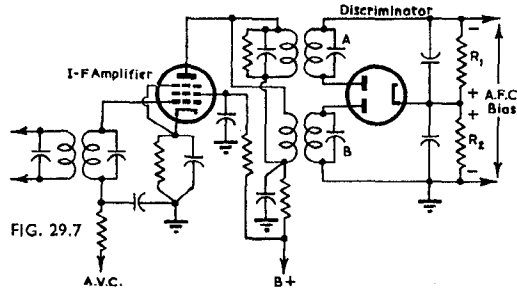 Discriminator
I-F Amplifier
A
B
−
R₁
+
+
R₂
−
A.F.C.
Bias
FIG. 29.7
A.V.C.
B+